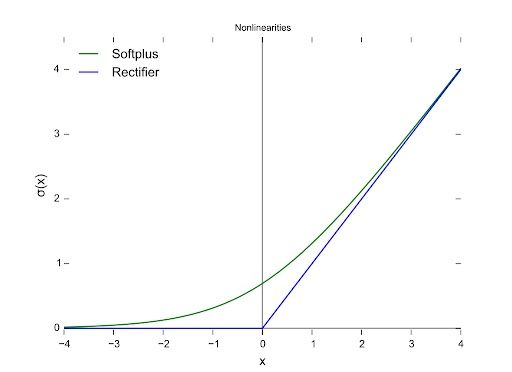 Nonlinearities
Softplus
Rectifier
4
3
2
1
0
σ(x)
−4 −3 −2 −1 0 1 2 3 4
x